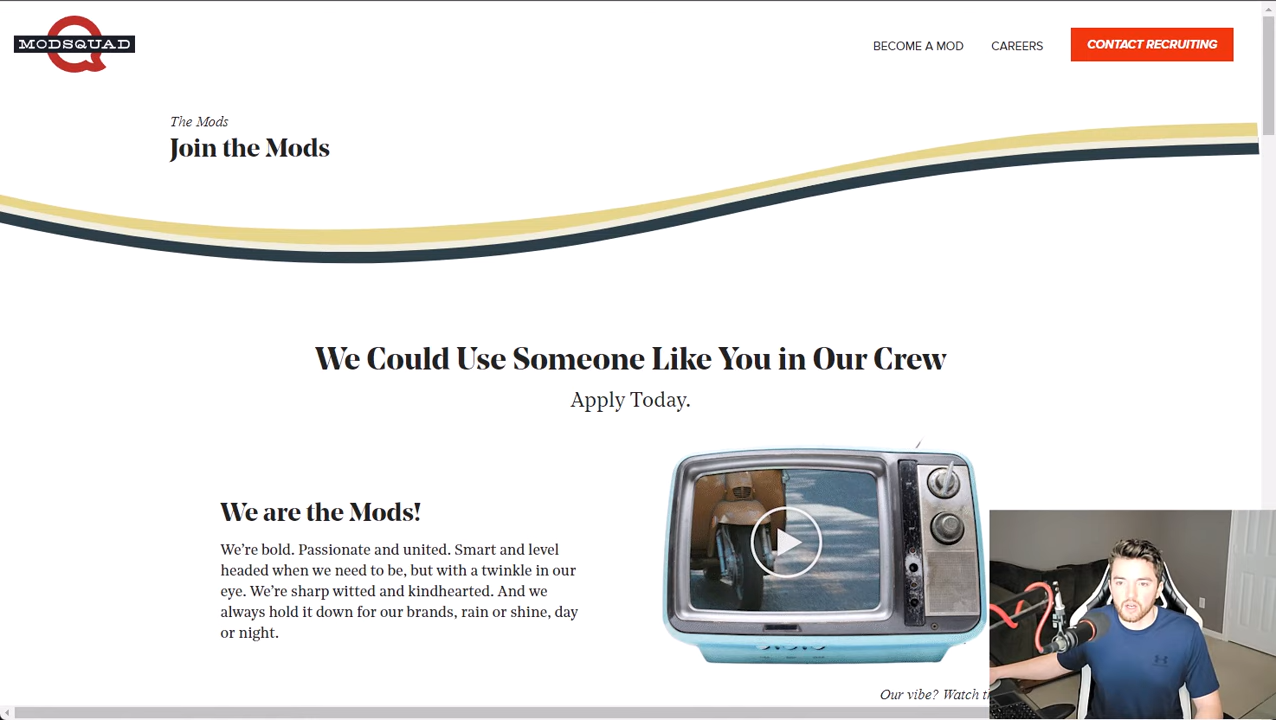 MODSQUAD
BECOME A MOD
CAREERS
CONTACT RECRUITING
The Mods
Join the Mods
We Could Use Someone Like You in Our Crew
Apply Today.
We are the Mods!
We’re bold. Passionate and united. Smart and level
headed when we need to be, but with a twinkle in our
eye. We’re sharp witted and kindhearted. And we
always hold it down for our brands, rain or shine, day
or night.
Our vibe? Watch